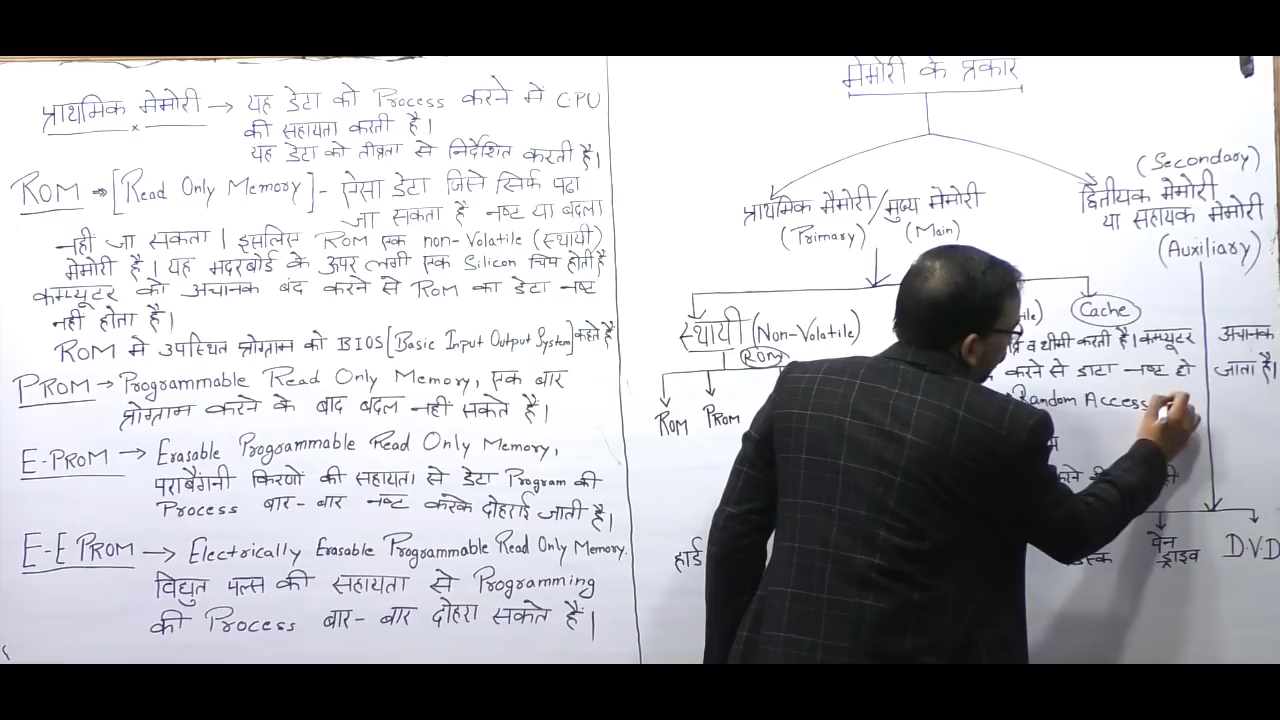 प्राथमिक मेमोरी → यह डेटा को Process करने में CPU
की सहायता करती है।
यह डेटा को तीव्रता से निर्देशित करती है।
ROM → [Read Only Memory] - ऐसा डेटा जिसे सिर्फ पढा
जा सकता है नष्ट या बदला
नही जा सकता। इसलिए ROM एक non-Volatile (स्थायी)
मेमोरी है। यह मदरबोर्ड के ऊपर लगी एक Silicon चिप होती है
कम्प्यूटर को अचानक बंद करने से ROM का डेटा नष्ट
नहीं होता है।
ROM मे उपस्थित प्रोग्राम को BIOS [Basic Input Output System] कहते है
PROM → Programmable Read Only Memory, एक बार
प्रोग्राम करने के बाद बदल नहीं सकते है।
E-PROM → Erasable Programmable Read Only Memory,
पराबैंगनी किरणों की सहायता से डेटा Program की
Process बार-बार नष्ट करके दोहराई जाती है।
E-E PROM → Electrically Erasable Programmable Read Only Memory.
विद्युत पल्स की सहायता से Programming
की Process बार-बार दोहरा सकते है।
मेमोरी के प्रकार
प्राथमिक मैमोरी / मुख्य मेमोरी
(Primary) (Main)
(Secondary)
द्वितीयक मेमोरी
या सहायक मेमोरी
(Auxiliary)
स्थायी (Non-Volatile)
ROM
ROM PROM
Cache
व धीमी करती है। कम्प्यूटर अचानक
करने से डाटा नष्ट हो जाता है।
Random Access
हार्ड
पेन
ड्राइव
D.V.D